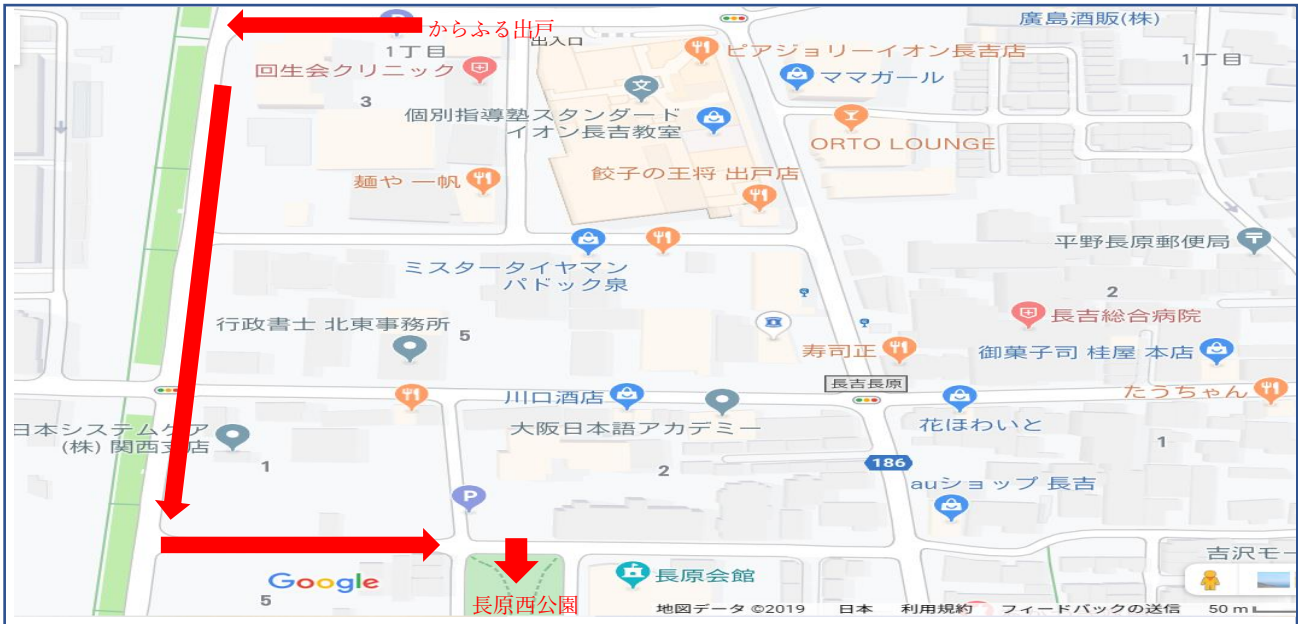 からふる出戸
廣島酒販(株)
出入口
1丁目
ピアジョリーイオン長吉店
1丁目
回生会クリニック
ママガール
3
個別指導塾スタンダード
イオン長吉教室
ORTO LOUNGE
麺や 一帆
餃子の王将 出戸店
平野長原郵便局
ミスタータイヤマン
パドック泉
2
行政書士 北東事務所
5
長吉総合病院
寿司正
御菓子司 桂屋 本店
長吉長原
たうちゃん
川口酒店
花ほわいと
日本システムケア
(株) 関西支店
大阪日本語アカデミー
1
1
2
186
auショップ 長吉
P
吉沢モー
長原会館
Google
5
長原西公園
地図データ ©2019 日本 利用規約 フィードバックの送信 50 m